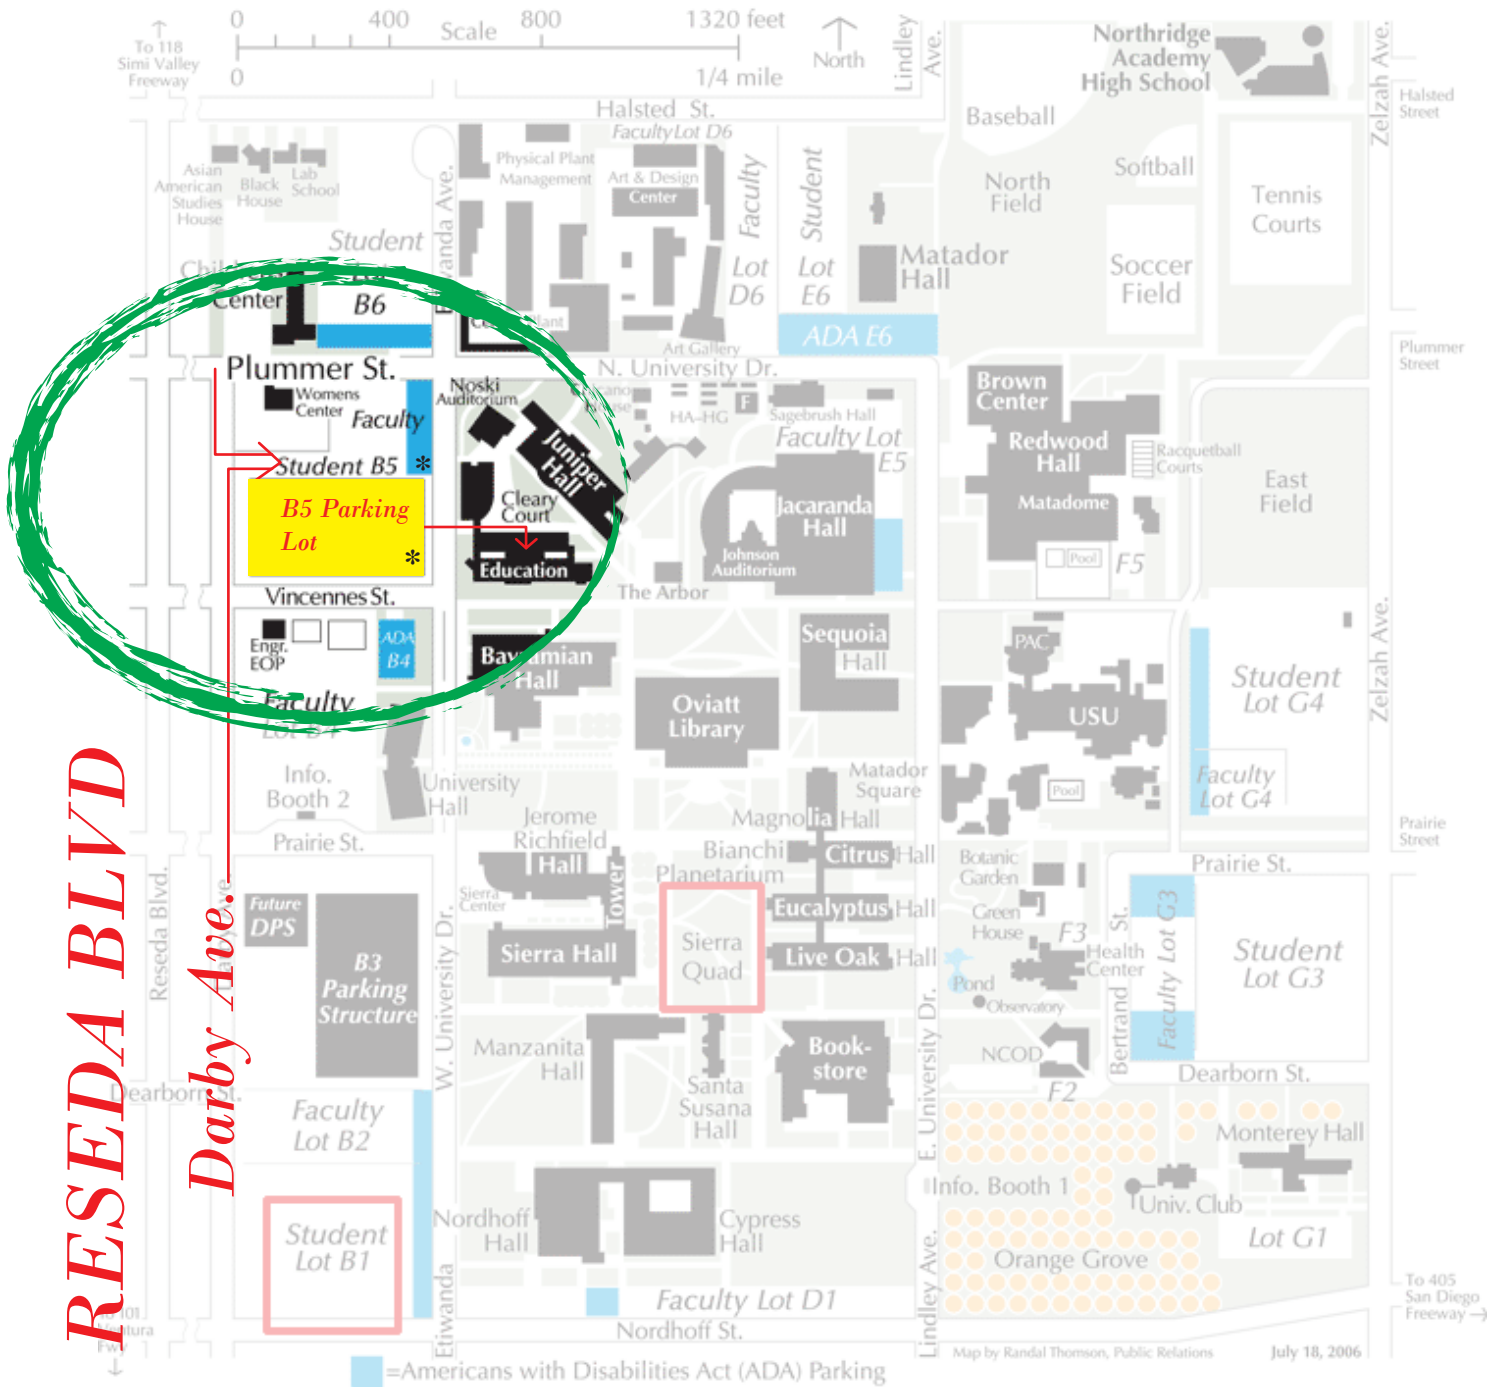 0 400 800 1320 feet
Scale
0 1/4 mile
North
To 118
Simi Valley
Freeway
Lindley
Ave.
Northridge
Academy
High School
Zelzah Ave.
Halsted
Street
Halsted St.
Baseball
Softball
North
Field
Tennis
Courts
Soccer
Field
Asian
American
Studies
House
Black
House
Lab
School
Physical Plant
Management
Faculty Lot D6
Art & Design
Center
Faculty
Lot
D6
Student
Lot
E6
Matador
Hall
Student
Lot
B6
Center
Art Gallery
ADA E6
Plummer
Street
Plummer St.
N. University Dr.
Womens
Center
Faculty
*
Student B5
Noski
Auditorium
Juniper
Hall
HA-HG
F
Sagebrush Hall
Faculty Lot
E5
Brown
Center
Redwood
Hall
Matadome
Racquetball
Courts
East
Field
B5 Parking
Lot
*
Cleary
Court
Education
Jacaranda
Hall
Johnson
Auditorium
The Arbor
Pool
F5
Vincennes St.
Engr.
EOP
ADA
B4
Faculty
Lot B4
Bayramian
Hall
Sequoia
Hall
PAC
Oviatt
Library
USU
Student
Lot G4
Zelzah Ave.
Faculty
Lot G4
Info.
Booth 2
University
Hall
Matador
Square
Pool
Prairie
Street
Prairie St.
Jerome
Richfield
Hall
Magnolia Hall
Bianchi
Planetarium
Citrus Hall
Botanic
Garden
Prairie St.
Reseda Blvd.
RESEDA BLVD
Darby Ave.
Future
DPS
B3
Parking
Structure
W. University Dr.
Sierra
Center
Tower
Sierra Hall
Sierra
Quad
Eucalyptus Hall
Live Oak Hall
Green
House
F3
Health
Center
Pond
Observatory
Bertrand St.
Faculty Lot G3
Student
Lot G3
Manzanita
Hall
Santa
Susana
Hall
Book-
store
NCOD
F2
E. University Dr.
Dearborn St.
Dearborn St.
Faculty
Lot B2
Monterey Hall
Info. Booth 1
Univ. Club
Student
Lot B1
Nordhoff
Hall
Cypress
Hall
Orange Grove
Lot G1
Etiwanda
Lindley Ave.
Faculty Lot D1
Nordhoff St.
To 405
San Diego
Freeway
Map by Randal Thomson, Public Relations July 18, 2006
=Americans with Disabilities Act (ADA) Parking